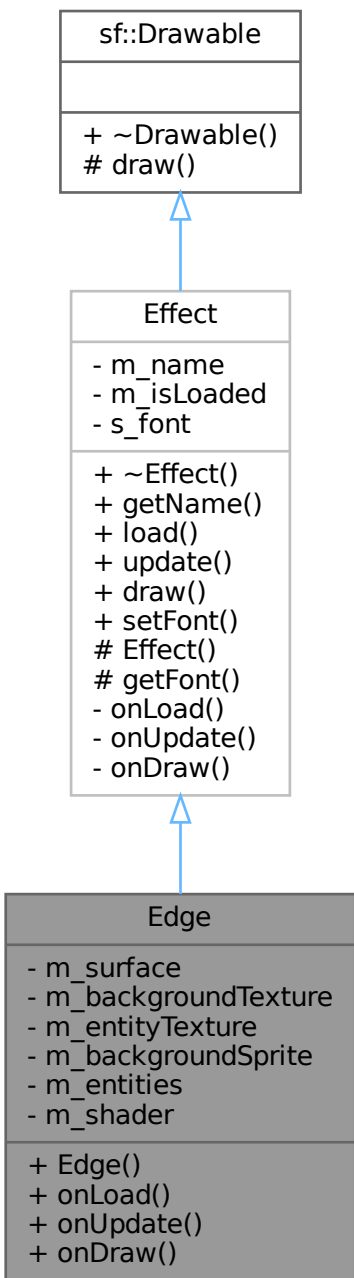 sf::Drawable
+ ~Drawable()
# draw()
Effect
- m_name
- m_isLoaded
- s_font
+ ~Effect()
+ getName()
+ load()
+ update()
+ draw()
+ setFont()
# Effect()
# getFont()
- onLoad()
- onUpdate()
- onDraw()
Edge
- m_surface
- m_backgroundTexture
- m_entityTexture
- m_backgroundSprite
- m_entities
- m_shader
+ Edge()
+ onLoad()
+ onUpdate()
+ onDraw()